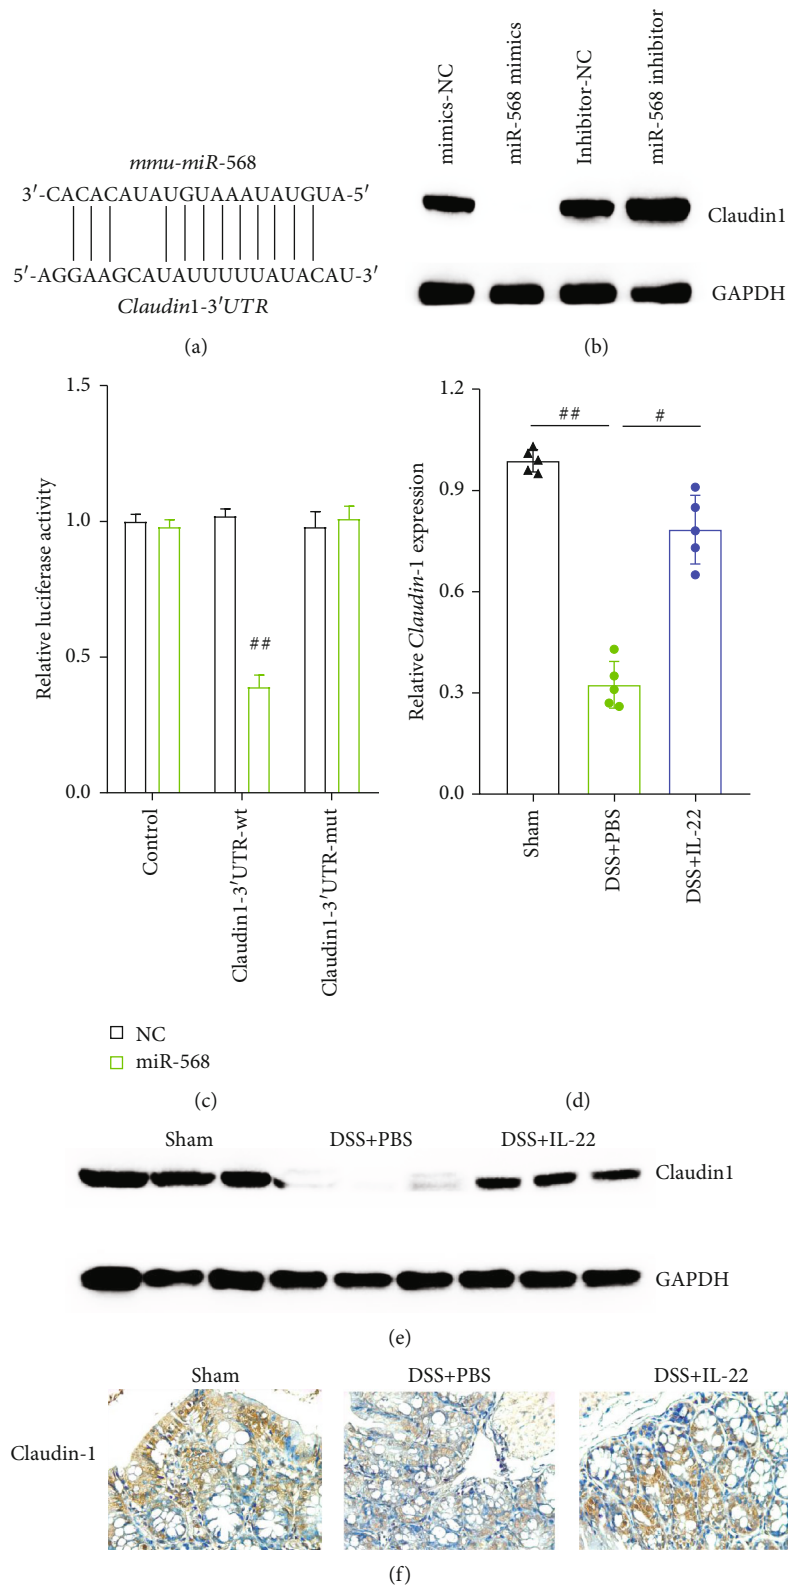 mmu-miR-568
3′-CACACAUAUGUAAAUAUGUA-5′
5′-AGGAAGCAUAUUUUUAUACAU-3′
Claudin1-3′UTR
(a)
mimics-NC
miR-568 mimics
Inhibitor-NC
miR-568 inhibitor
Claudin1
GAPDH
(b)
Relative luciferase activity
1.5
1.0
0.5
0.0
##
Control
Claudin1-3′UTR-wt
Claudin1-3′UTR-mut
NC
miR-568
(c)
Relative Claudin-1 expression
1.2
0.9
0.6
0.3
0.0
## #
Sham
DSS+PBS
DSS+IL-22
(d)
Sham DSS+PBS DSS+IL-22
Claudin1
GAPDH
(e)
Sham DSS+PBS DSS+IL-22
Claudin-1
(f)